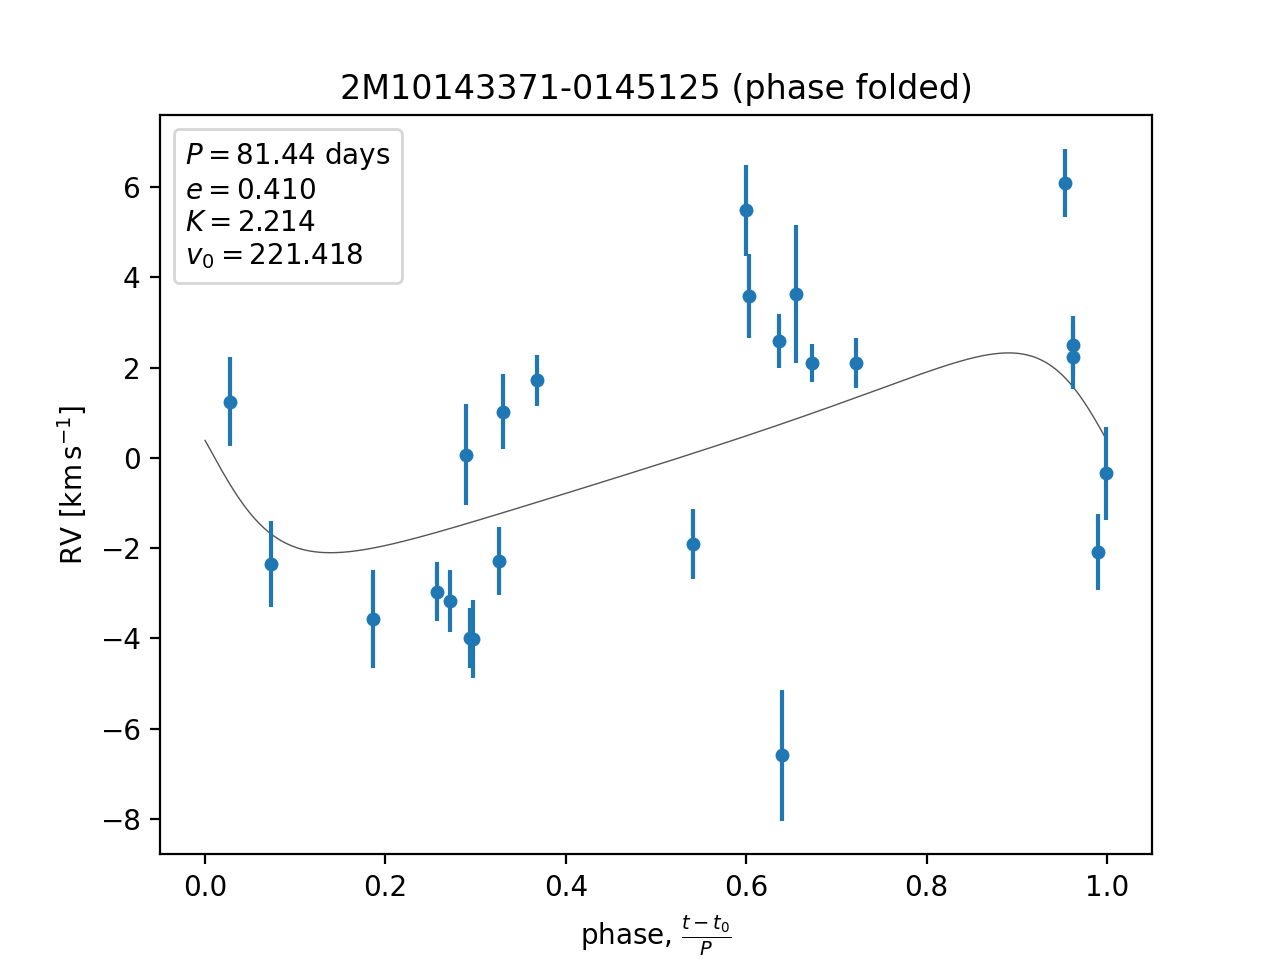 2M10143371-0145125 (phase folded)
P = 81.44 days
e = 0.410
K = 2.214
v₀ = 221.418
6
4
2
0
−2
−4
−6
−8
RV [km s⁻¹]
0.0 0.2 0.4 0.6 0.8 1.0
phase, (t − t₀)/P